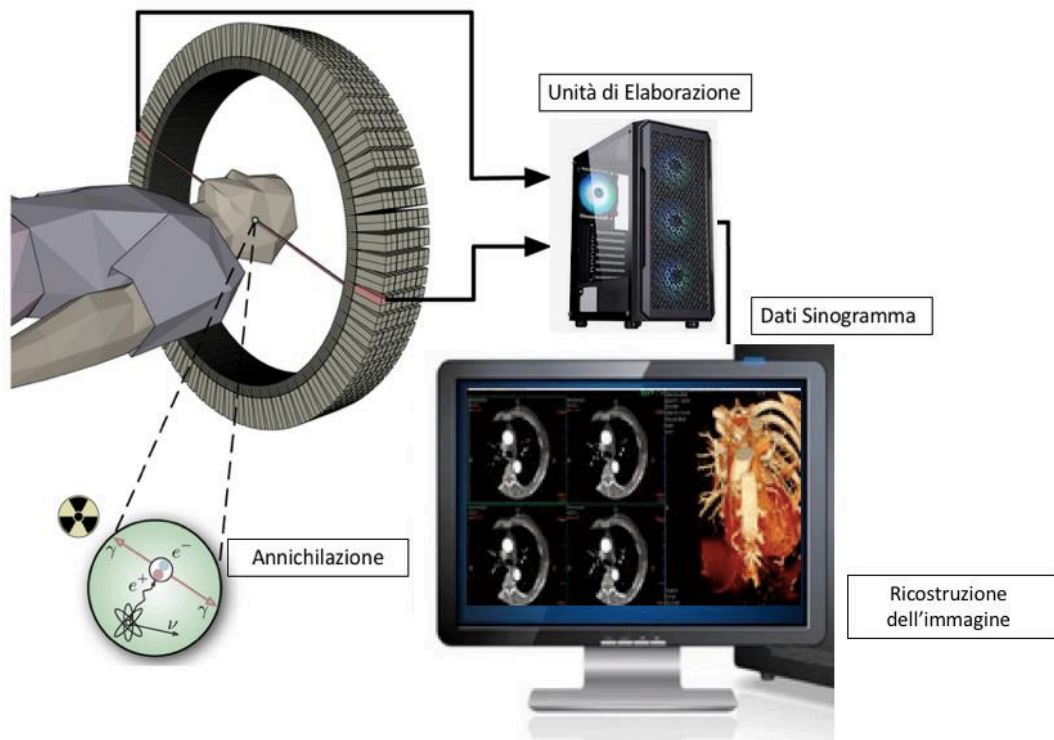 Unità di Elaborazione
Dati Sinogramma
Annichilazione
γ
e⁻
e⁺
γ
ν
Ricostruzione
dell'immagine